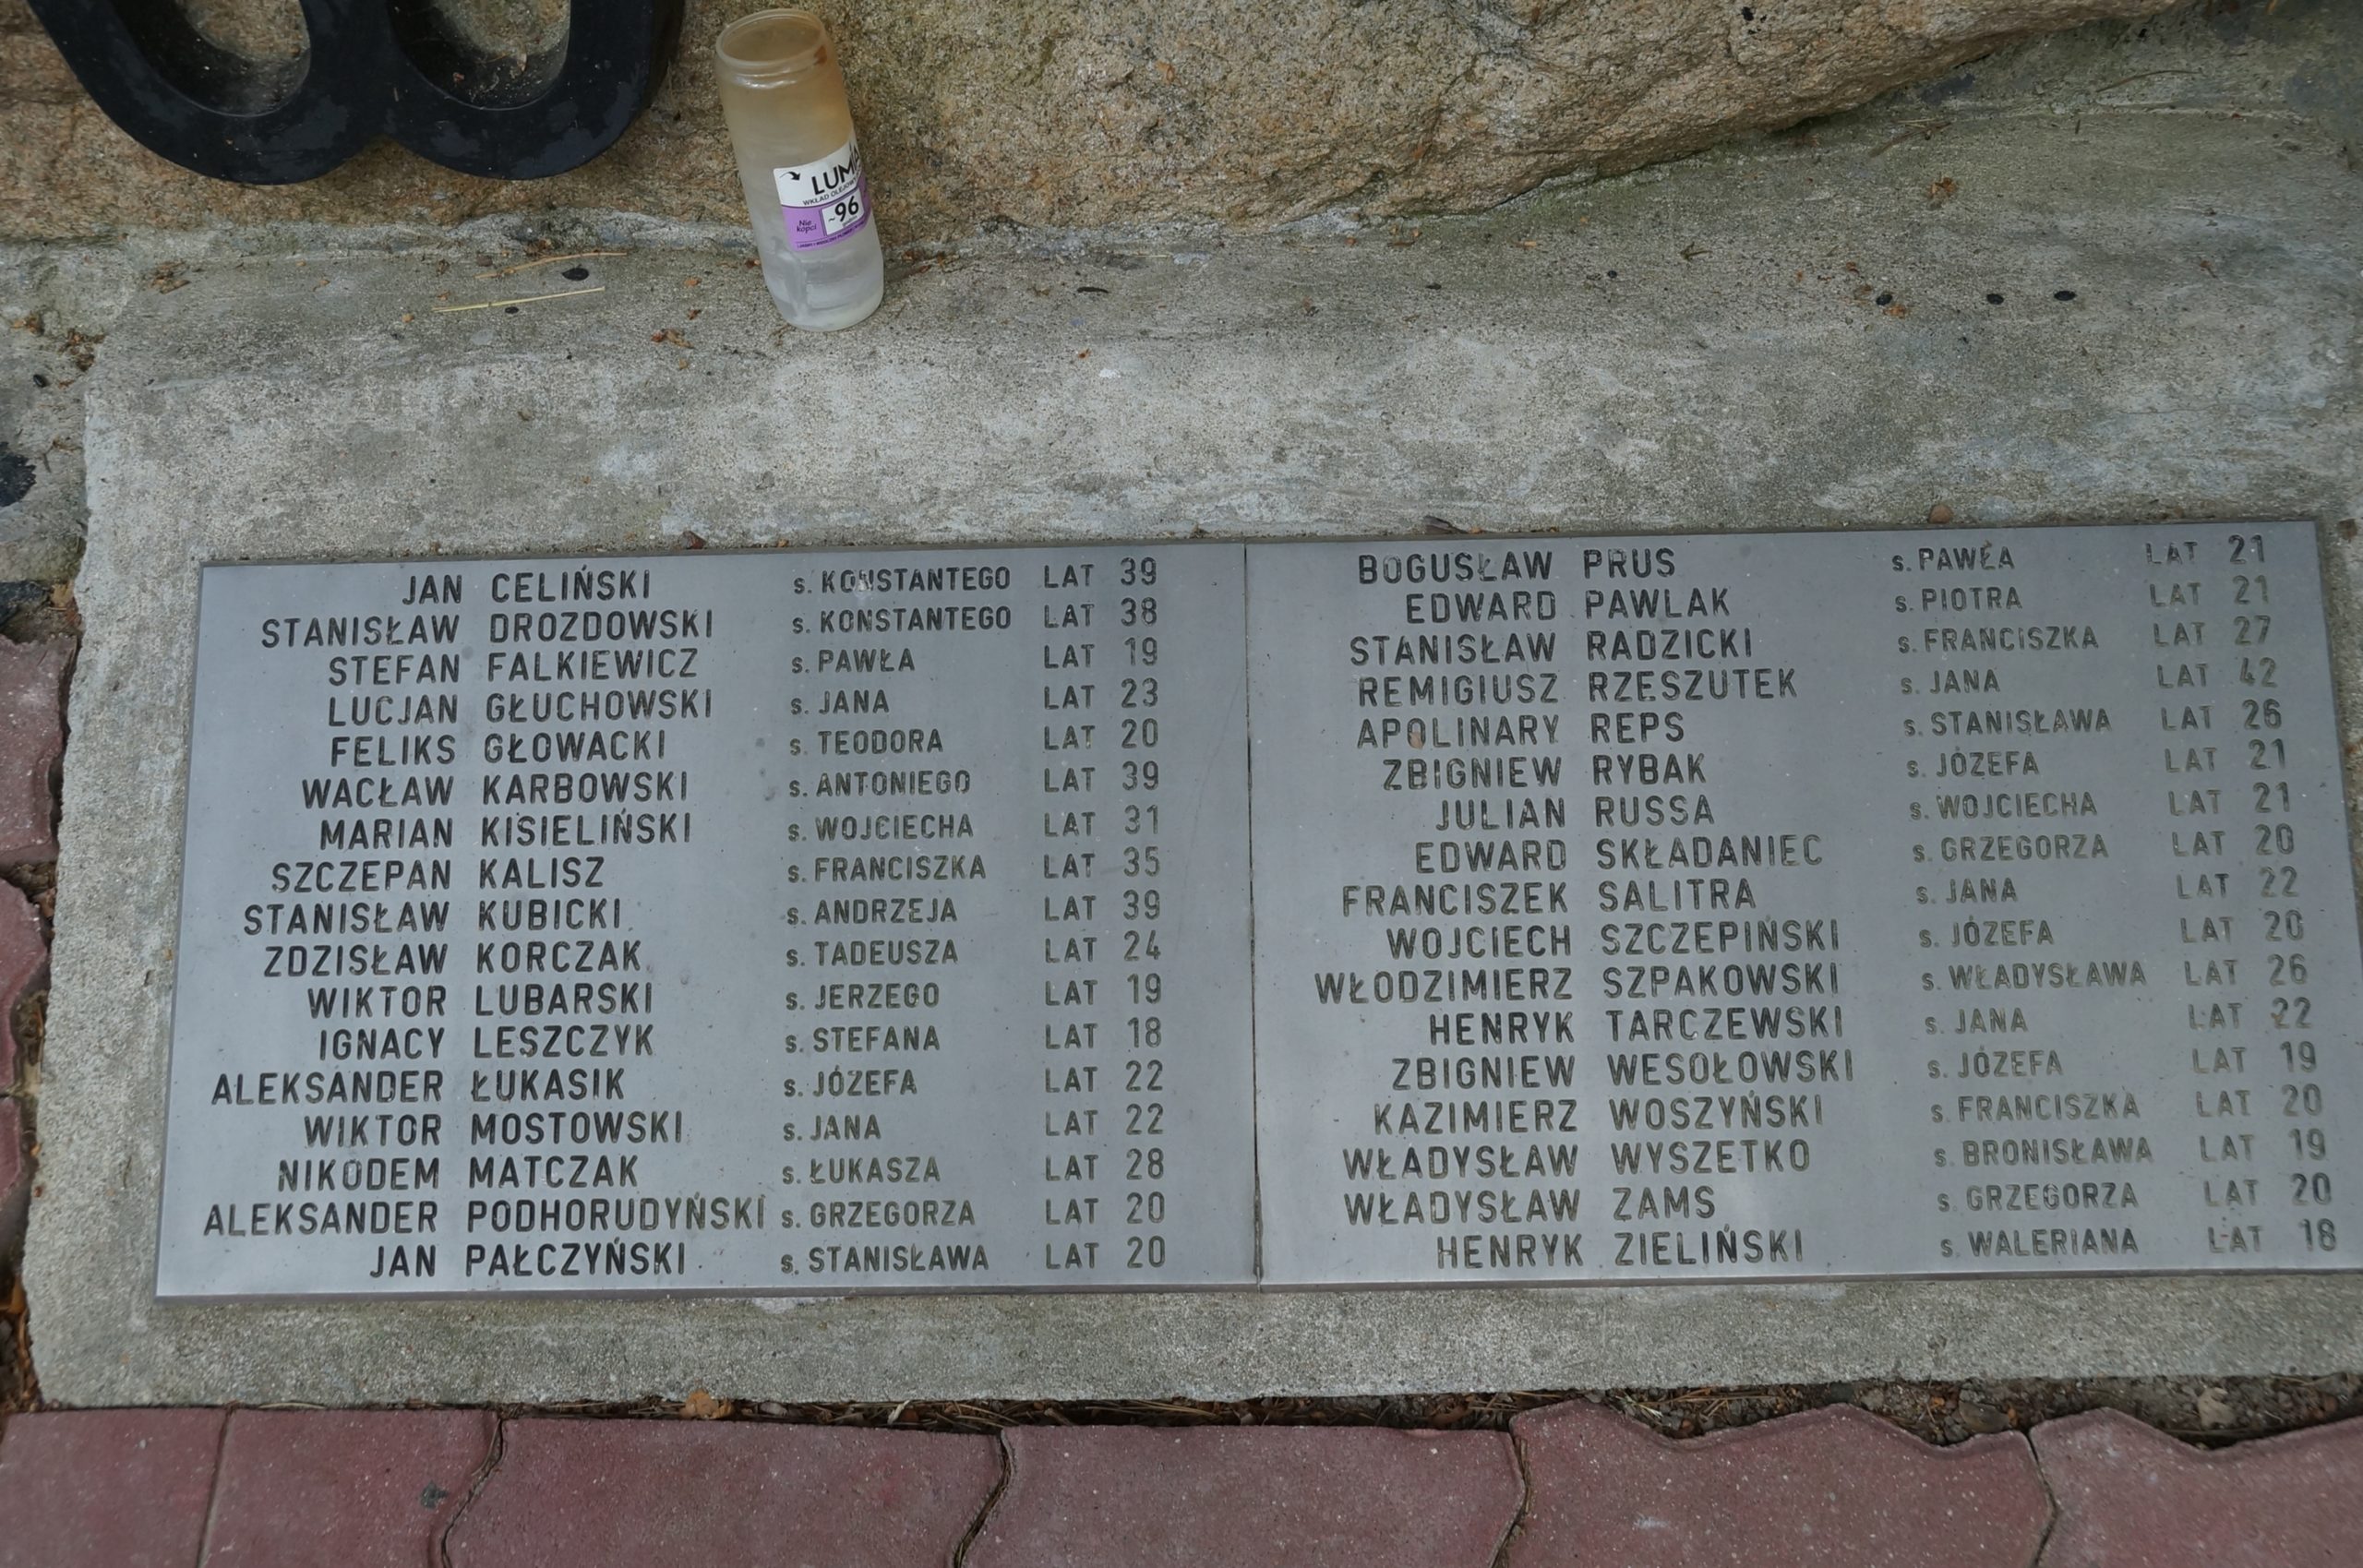 LUM
WKŁAD OLEJOWY
Nie kopci
~96
JAN CELIŃSKI s. KONSTANTEGO LAT 39
STANISŁAW DROZDOWSKI s. KONSTANTEGO LAT 38
STEFAN FALKIEWICZ s. PAWŁA LAT 19
LUCJAN GŁUCHOWSKI s. JANA LAT 23
FELIKS GŁOWACKI s. TEODORA LAT 20
WACŁAW KARBOWSKI s. ANTONIEGO LAT 39
MARIAN KISIELIŃSKI s. WOJCIECHA LAT 31
SZCZEPAN KALISZ s. FRANCISZKA LAT 35
STANISŁAW KUBICKI s. ANDRZEJA LAT 39
ZDZISŁAW KORCZAK s. TADEUSZA LAT 24
WIKTOR LUBARSKI s. JERZEGO LAT 19
IGNACY LESZCZYK s. STEFANA LAT 18
ALEKSANDER ŁUKASIK s. JÓZEFA LAT 22
WIKTOR MOSTOWSKI s. JANA LAT 22
NIKODEM MATCZAK s. ŁUKASZA LAT 28
ALEKSANDER PODHORUDYŃSKI s. GRZEGORZA LAT 20
JAN PAŁCZYŃSKI s. STANISŁAWA LAT 20
BOGUSŁAW PRUS s. PAWŁA LAT 21
EDWARD PAWLAK s. PIOTRA LAT 21
STANISŁAW RADZICKI s. FRANCISZKA LAT 27
REMIGIUSZ RZESZUTEK s. JANA LAT 42
APOLINARY REPS s. STANISŁAWA LAT 26
ZBIGNIEW RYBAK s. JÓZEFA LAT 21
JULIAN RUSSA s. WOJCIECHA LAT 21
EDWARD SKŁADANIEC s. GRZEGORZA LAT 20
FRANCISZEK SALITRA s. JANA LAT 22
WOJCIECH SZCZEPIŃSKI s. JÓZEFA LAT 20
WŁODZIMIERZ SZPAKOWSKI s. WŁADYSŁAWA LAT 26
HENRYK TARCZEWSKI s. JANA LAT 22
ZBIGNIEW WESOŁOWSKI s. JÓZEFA LAT 19
KAZIMIERZ WOSZYŃSKI s. FRANCISZKA LAT 20
WŁADYSŁAW WYSZETKO s. BRONISŁAWA LAT 19
WŁADYSŁAW ZAMS s. GRZEGORZA LAT 20
HENRYK ZIELIŃSKI s. WALERIANA LAT 18